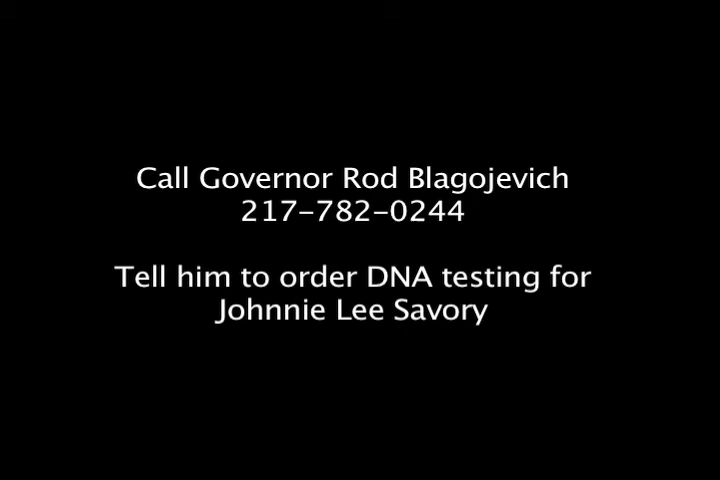 Call Governor Rod Blagojevich
217-782-0244
Tell him to order DNA testing for
Johnnie Lee Savory